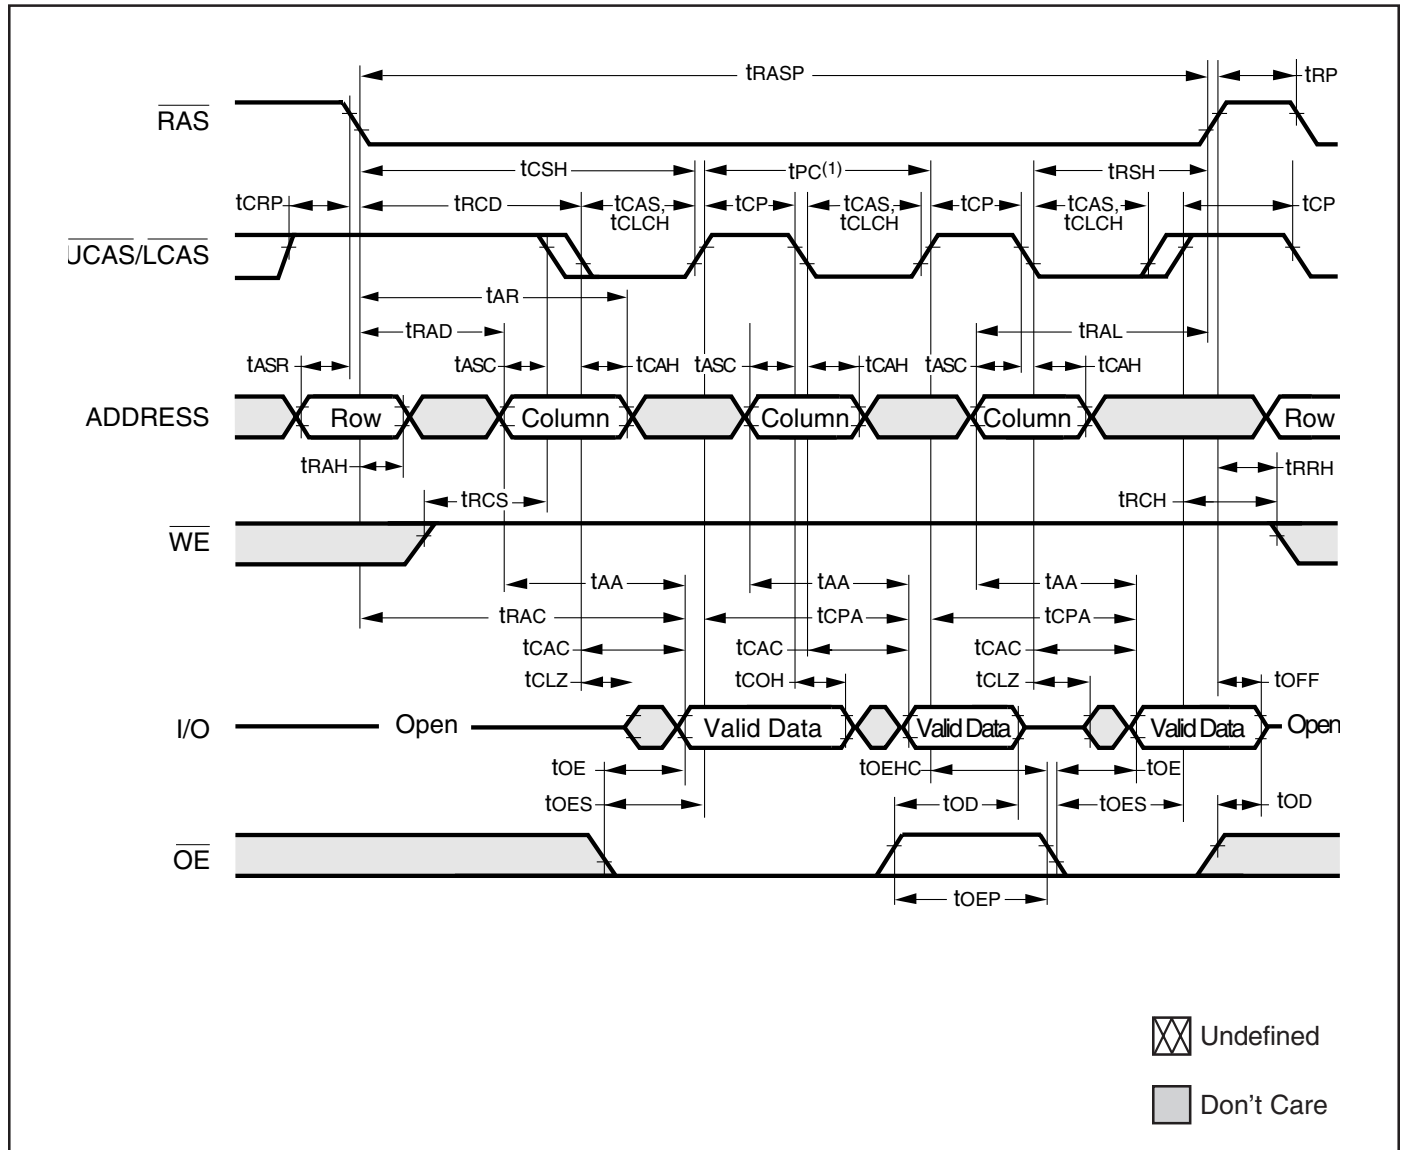 tRASP tRP
RAS
tCSH tPC(1) tRSH
tCRP tRCD tCAS, tCP tCAS, tCP tCAS, tCP
tCLCH tCLCH tCLCH
UCAS/LCAS
tAR
tRAD tRAL
tASR tASC tCAH tASC tCAH tASC tCAH
ADDRESS Row Column Column Column Row
tRAH tRRH
tRCS tRCH
WE
tAA tAA tAA
tRAC tCPA tCPA
tCAC tCAC tCAC
tCLZ tCOH tCLZ tOFF
I/O Open Valid Data Valid Data Valid Data Open
tOE tOEHC tOE
tOES tOD tOES tOD
OE
tOEP
Undefined
Don't Care